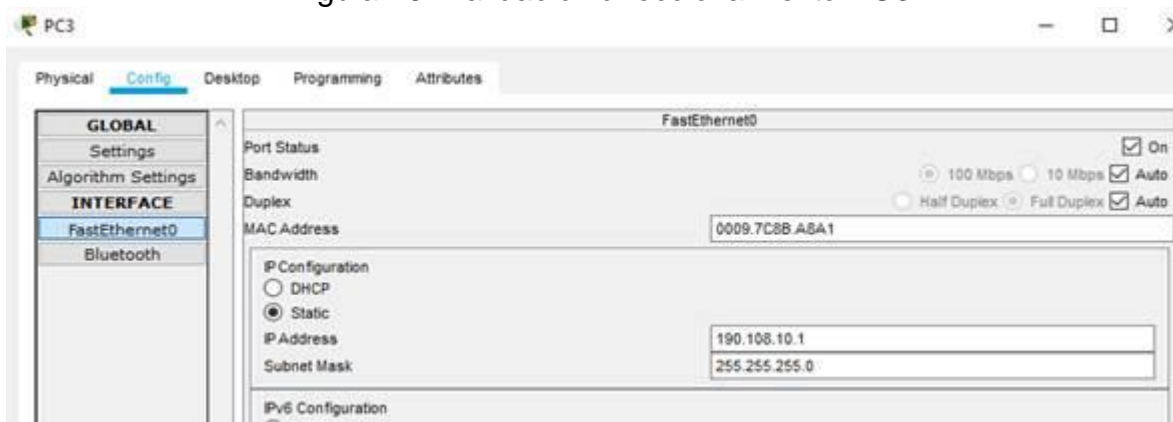 PC3
Physical Config Desktop Programming Attributes
GLOBAL
Settings
Algorithm Settings
INTERFACE
FastEthernet0
Bluetooth
FastEthernet0
Port Status On
Bandwidth 100 Mbps 10 Mbps Auto
Duplex Half Duplex Full Duplex Auto
MAC Address 0009.7C8B.A8A1
IP Configuration
DHCP
Static
IP Address 190.108.10.1
Subnet Mask 255.255.255.0
IPv6 Configuration